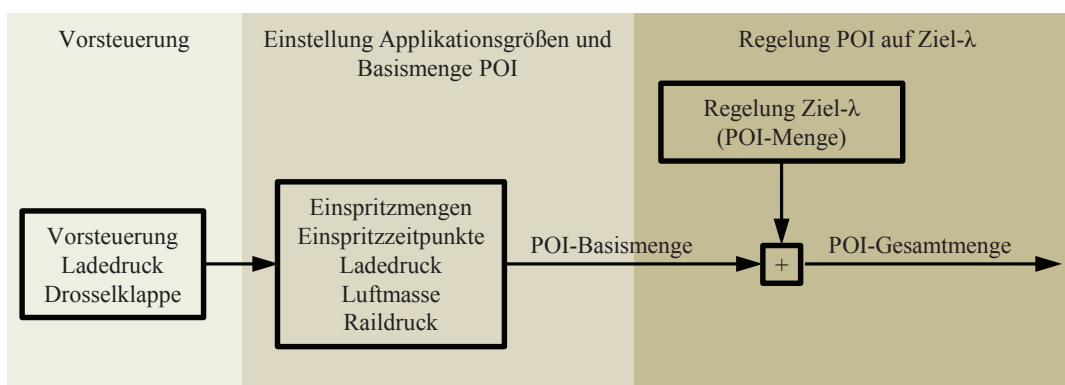 Vorsteuerung
Einstellung Applikationsgrößen und
Basismenge POI
Regelung POI auf Ziel-λ
Regelung Ziel-λ
(POI-Menge)
Vorsteuerung
Ladedruck
Drosselklappe
Einspritzmengen
Einspritzzeitpunkte
Ladedruck
Luftmasse
Raildruck
POI-Basismenge
+
POI-Gesamtmenge